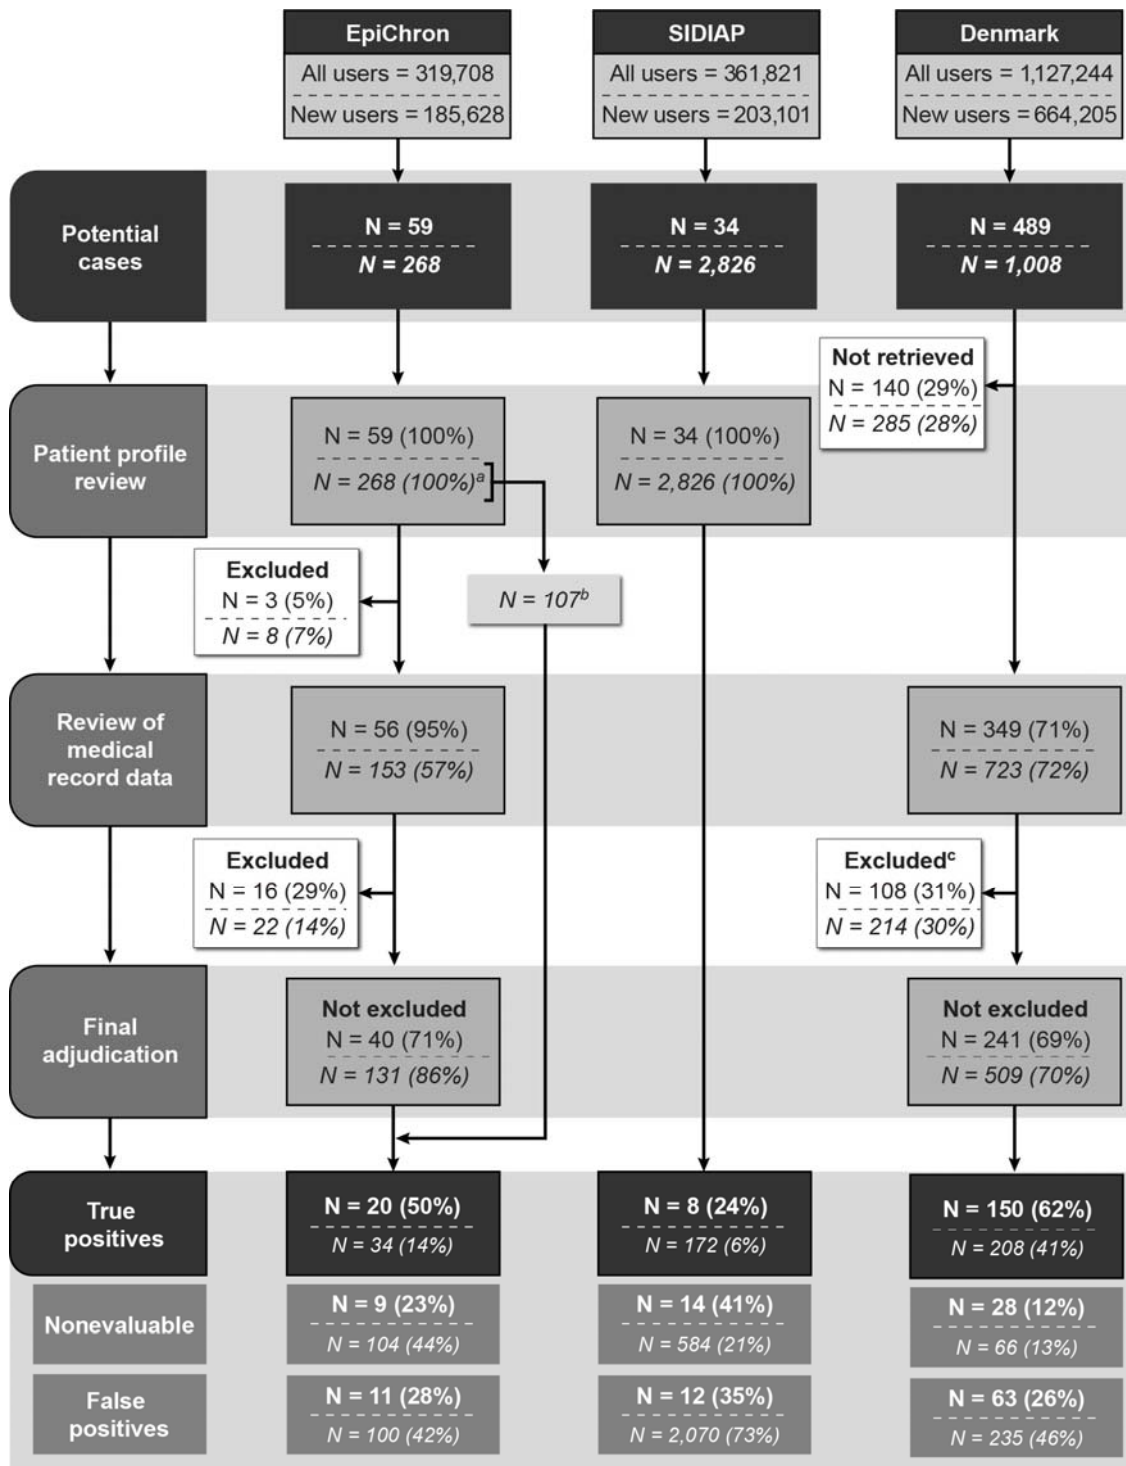 EpiChron
All users = 319,708
New users = 185,628
SIDIAP
All users = 361,821
New users = 203,101
Denmark
All users = 1,127,244
New users = 664,205
Potential
cases
N = 59
N = 268
N = 34
N = 2,826
N = 489
N = 1,008
Not retrieved
N = 140 (29%)
N = 285 (28%)
Patient profile
review
N = 59 (100%)
N = 268 (100%)a
N = 34 (100%)
N = 2,826 (100%)
Excluded
N = 3 (5%)
N = 8 (7%)
N = 107b
Review of
medical
record data
N = 56 (95%)
N = 153 (57%)
N = 349 (71%)
N = 723 (72%)
Excluded
N = 16 (29%)
N = 22 (14%)
Excludedc
N = 108 (31%)
N = 214 (30%)
Final
adjudication
Not excluded
N = 40 (71%)
N = 131 (86%)
Not excluded
N = 241 (69%)
N = 509 (70%)
True
positives
N = 20 (50%)
N = 34 (14%)
N = 8 (24%)
N = 172 (6%)
N = 150 (62%)
N = 208 (41%)
Nonevaluable
N = 9 (23%)
N = 104 (44%)
N = 14 (41%)
N = 584 (21%)
N = 28 (12%)
N = 66 (13%)
False
positives
N = 11 (28%)
N = 100 (42%)
N = 12 (35%)
N = 2,070 (73%)
N = 63 (26%)
N = 235 (46%)